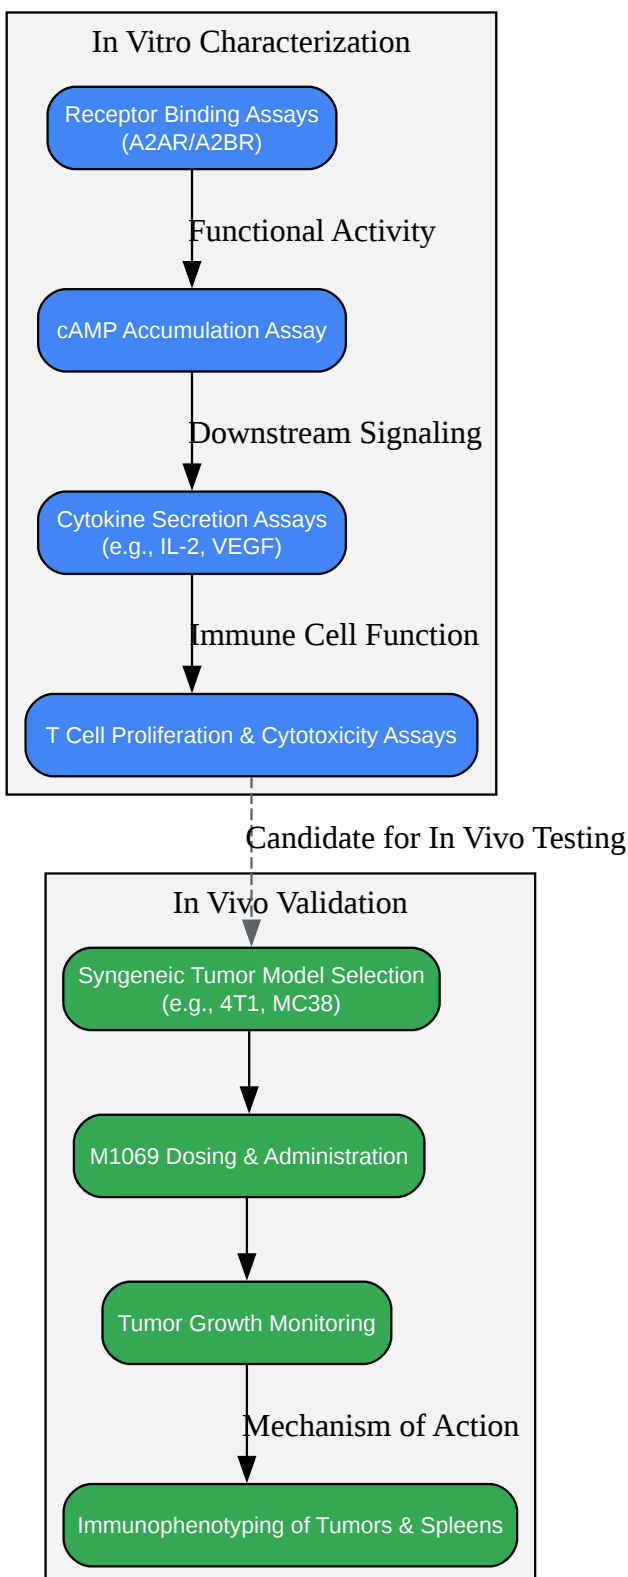 In Vitro Characterization
Receptor Binding Assays
(A2AR/A2BR)
Functional Activity
cAMP Accumulation Assay
Downstream Signaling
Cytokine Secretion Assays
(e.g., IL-2, VEGF)
Immune Cell Function
T Cell Proliferation & Cytotoxicity Assays
Candidate for In Vivo Testing
In Vivo Validation
Syngeneic Tumor Model Selection
(e.g., 4T1, MC38)
M1069 Dosing & Administration
Tumor Growth Monitoring
Mechanism of Action
Immunophenotyping of Tumors & Spleens